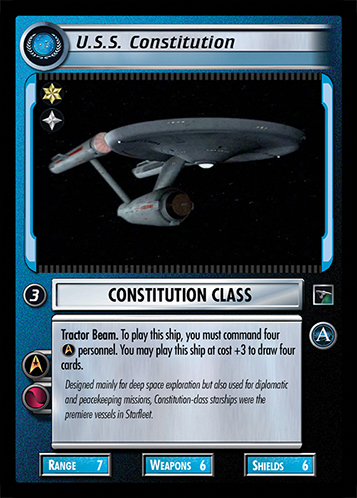 U.S.S. Constitution
3
CONSTITUTION CLASS
Tractor Beam. To play this ship, you must command four
A personnel. You may play this ship at cost +3 to draw four
cards.
A
Designed mainly for deep space exploration but also used for diplomatic
and peacekeeping missions, Constitution-class starships were the
premiere vessels in Starfleet.
RANGE 7 WEAPONS 6 SHIELDS 6